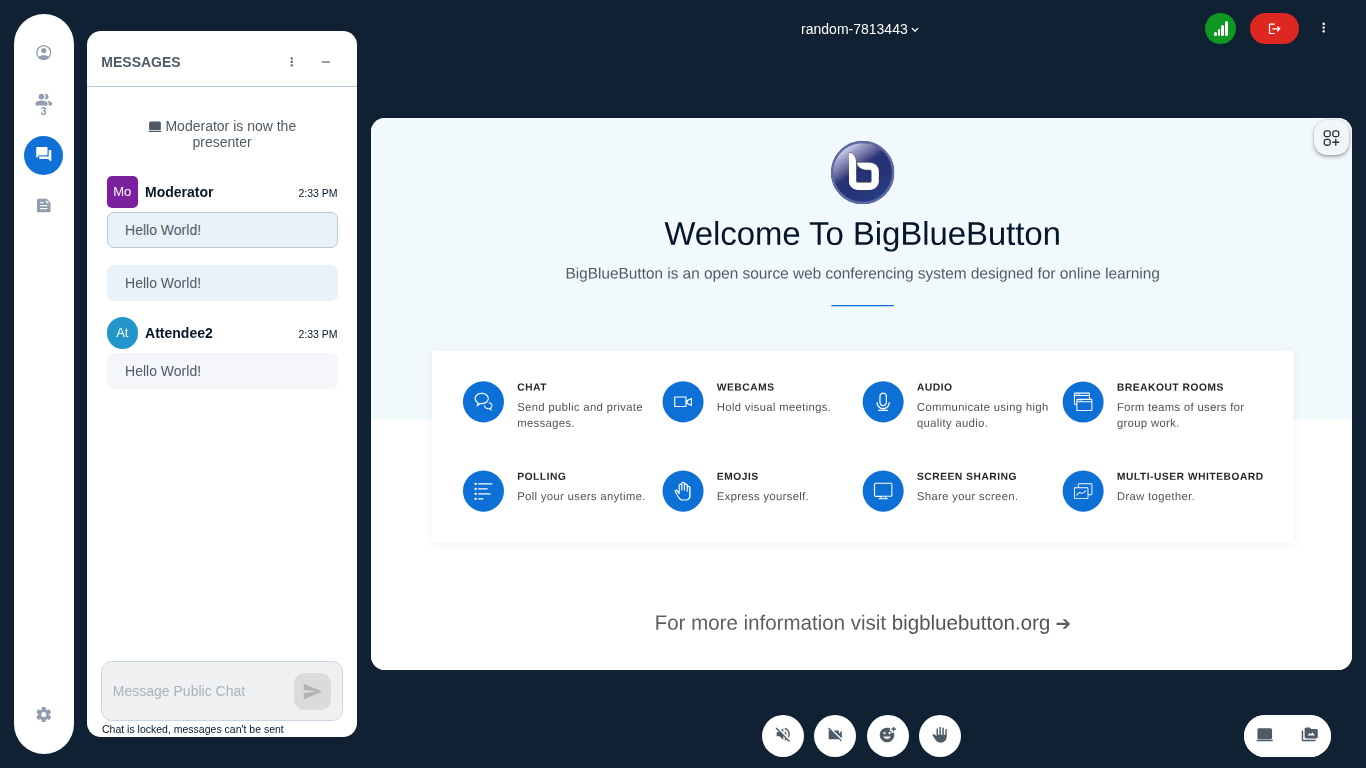 random-7813443
3
MESSAGES
Moderator is now the
presenter
Mo Moderator 2:33 PM
Hello World!
Hello World!
At Attendee2 2:33 PM
Hello World!
Message Public Chat
Chat is locked, messages can't be sent
Welcome To BigBlueButton
BigBlueButton is an open source web conferencing system designed for online learning
CHAT
Send public and private
messages.
WEBCAMS
Hold visual meetings.
AUDIO
Communicate using high
quality audio.
BREAKOUT ROOMS
Form teams of users for
group work.
POLLING
Poll your users anytime.
EMOJIS
Express yourself.
SCREEN SHARING
Share your screen.
MULTI-USER WHITEBOARD
Draw together.
For more information visit bigbluebutton.org ➔